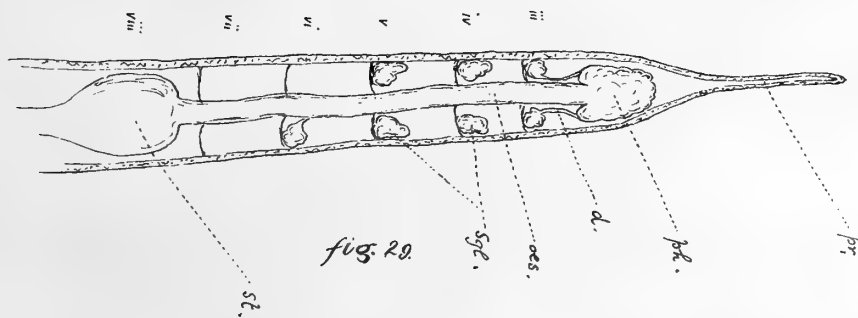 viii
vii
vi
v
iv
iii
pr.
ph.
d.
oes.
Sgl.
fig. 29.
st.